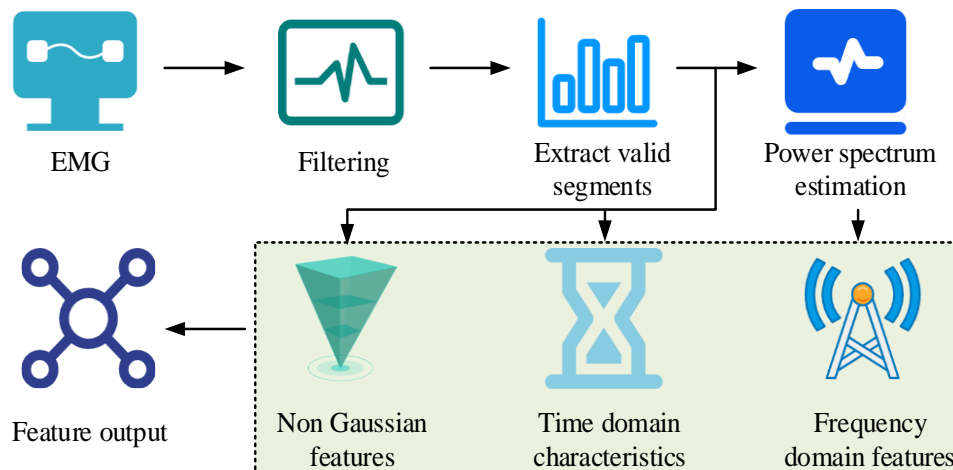 EMG
Filtering
Extract valid
segments
Power spectrum
estimation
Feature output
Non Gaussian
features
Time domain
characteristics
Frequency
domain features